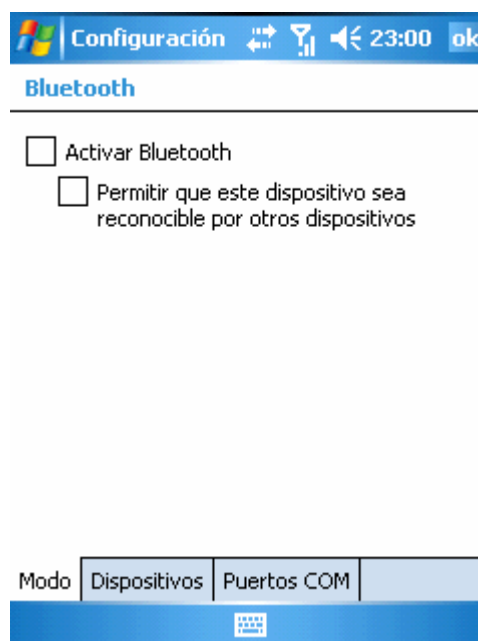 Configuración 23:00 ok
Bluetooth
Activar Bluetooth
Permitir que este dispositivo sea
reconocible por otros dispositivos
Modo Dispositivos Puertos COM